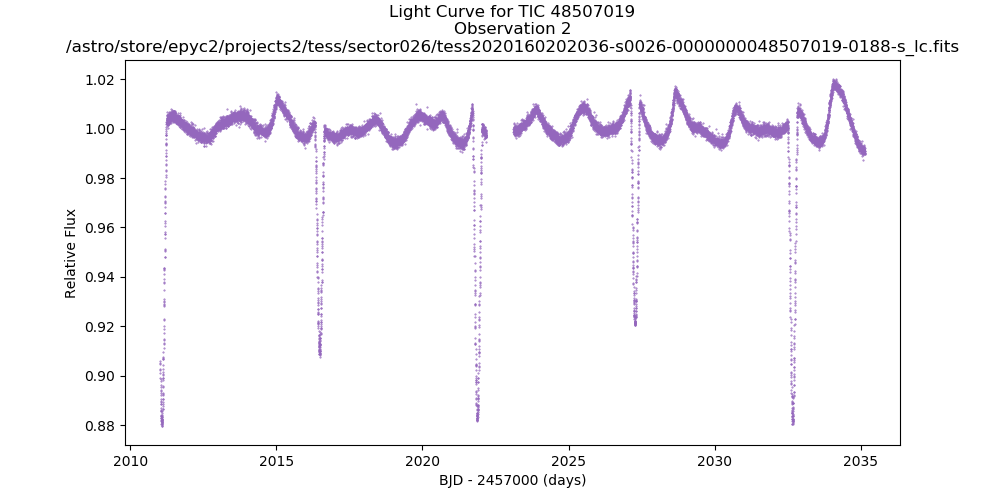 Light Curve for TIC 48507019
Observation 2
/astro/store/epyc2/projects2/tess/sector026/tess2020160202036-s0026-0000000048507019-0188-s_lc.fits
1.02
1.00
0.98
0.96
0.94
0.92
0.90
0.88
Relative Flux
2010 2015 2020 2025 2030 2035
BJD - 2457000 (days)